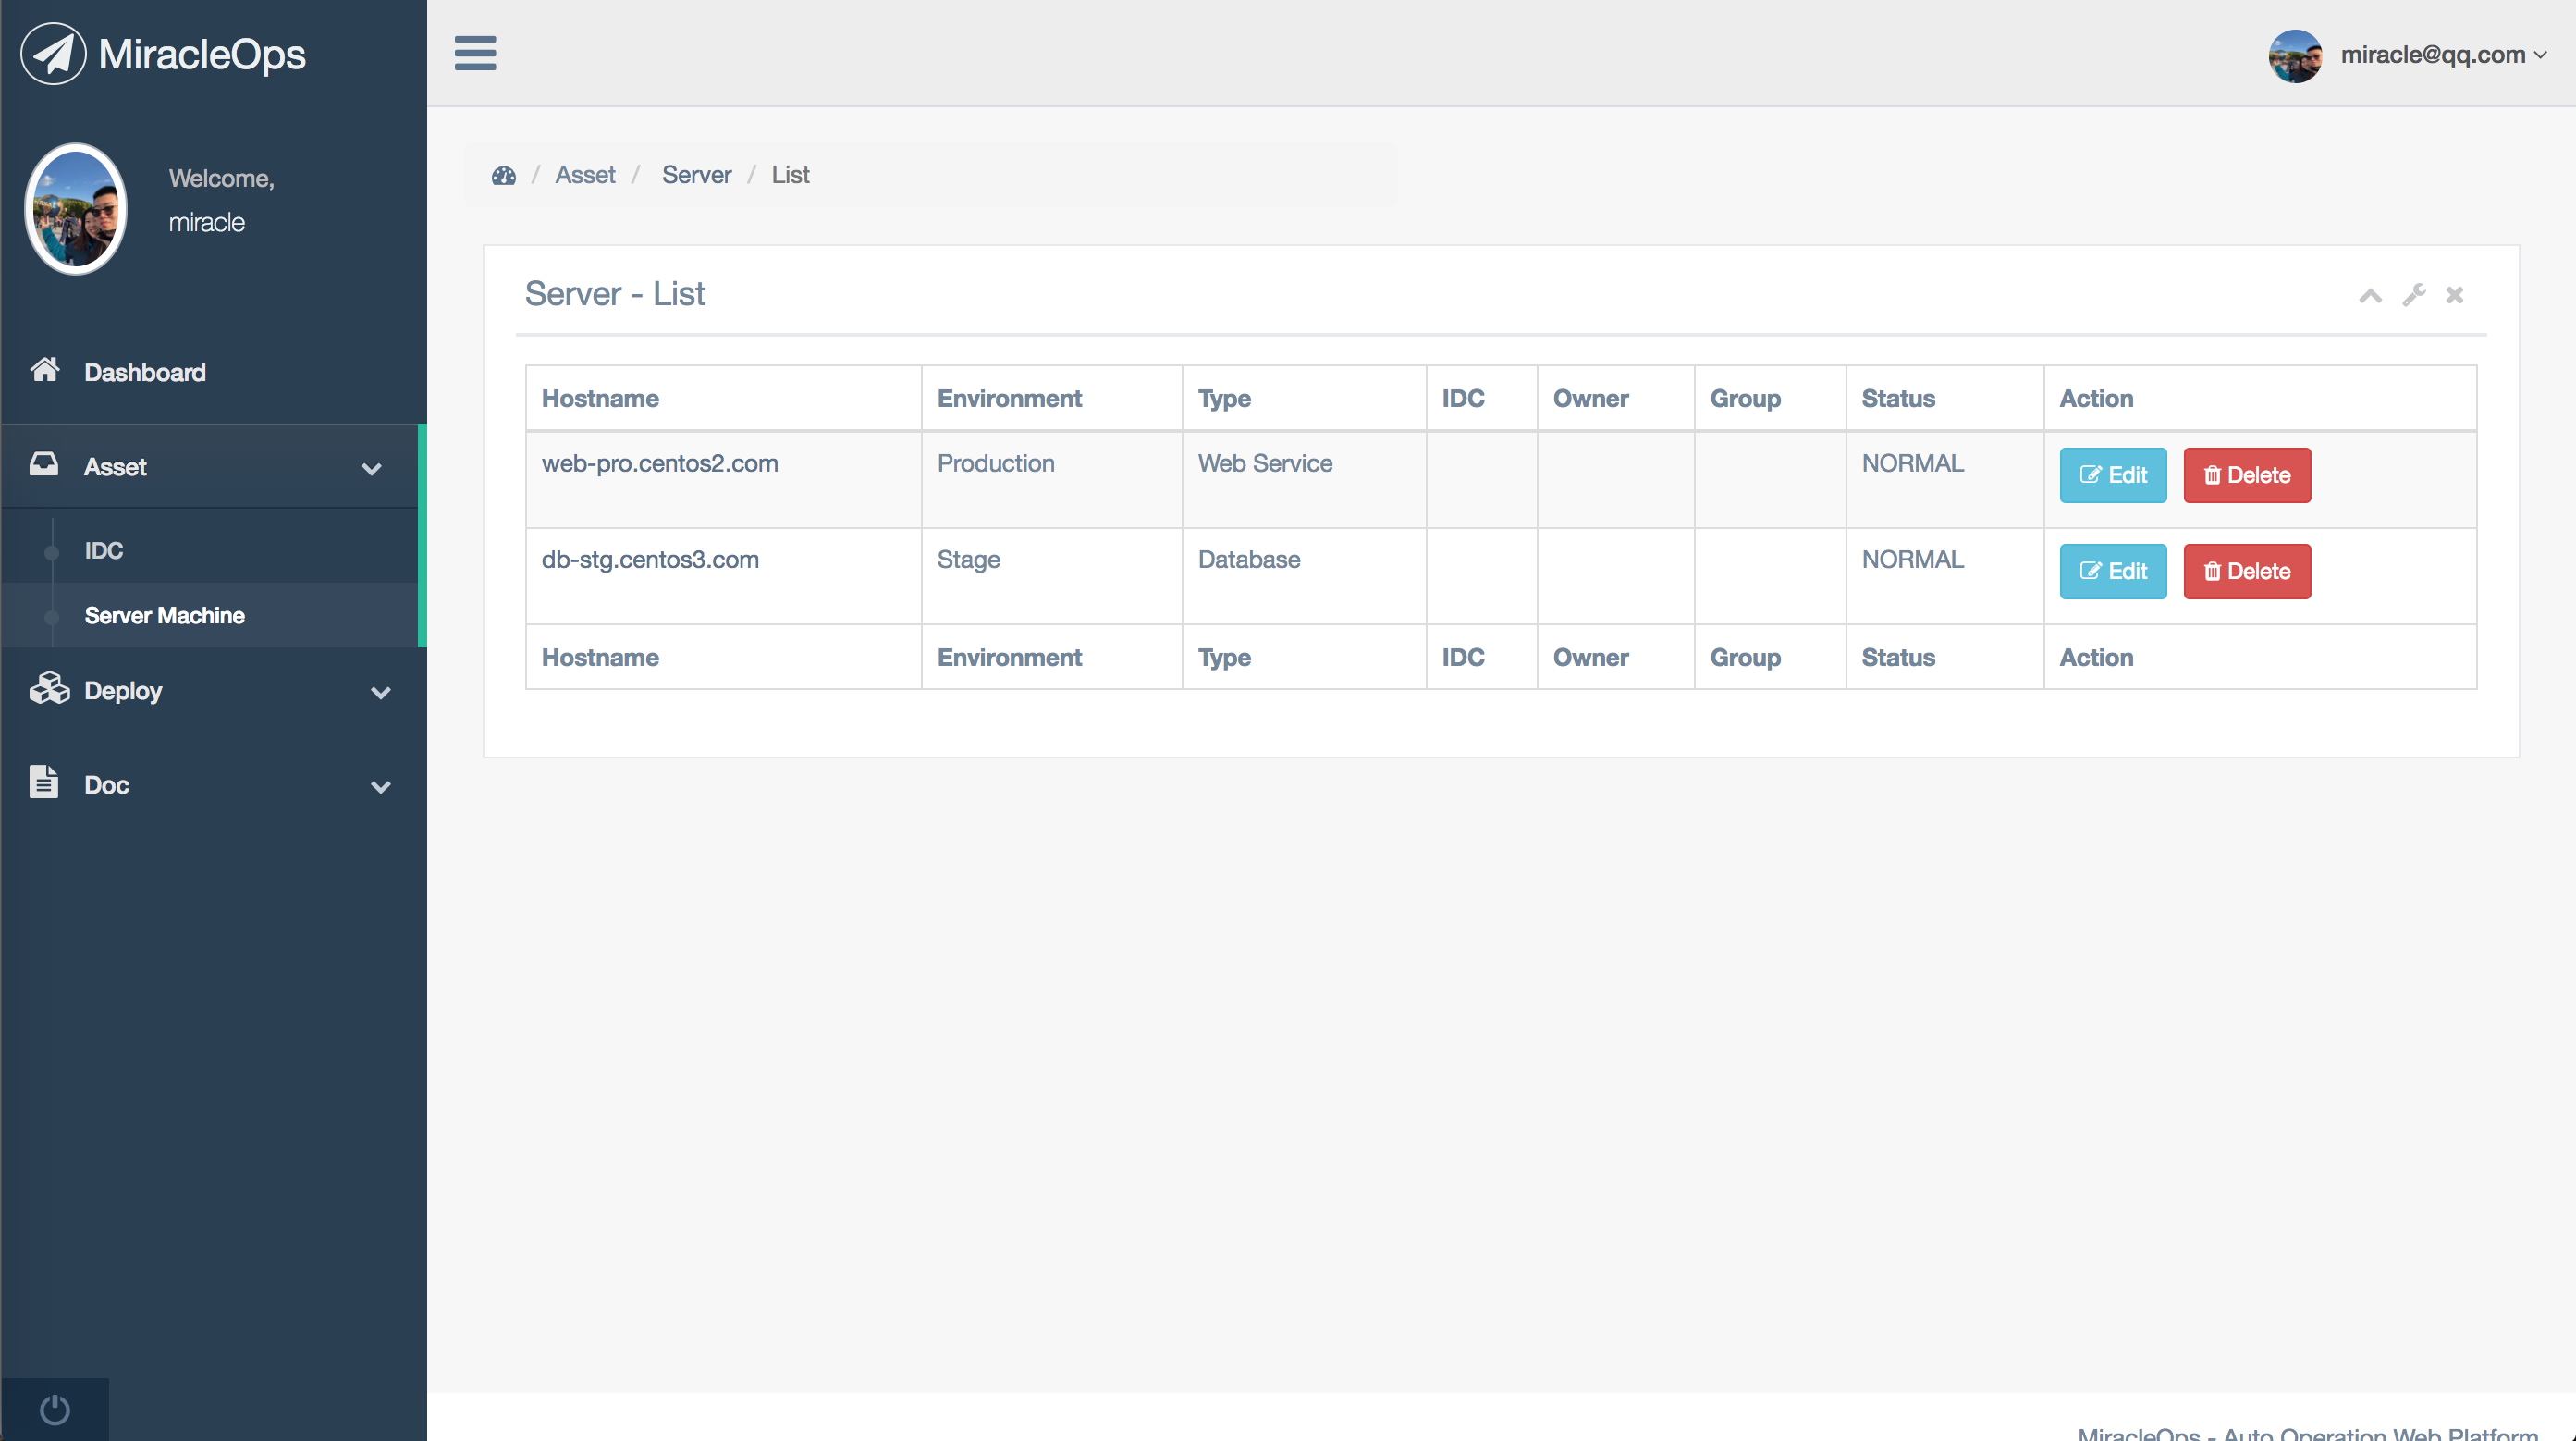 MiracleOps
miracle@qq.com
Welcome,
miracle
Dashboard
Asset
IDC
Server Machine
Deploy
Doc
/ Asset / Server / List
Server - List
Hostname Environment Type IDC Owner Group Status Action
web-pro.centos2.com Production Web Service NORMAL Edit Delete
db-stg.centos3.com Stage Database NORMAL Edit Delete
Hostname Environment Type IDC Owner Group Status Action
MiracleOps - Auto Operation Web Platform